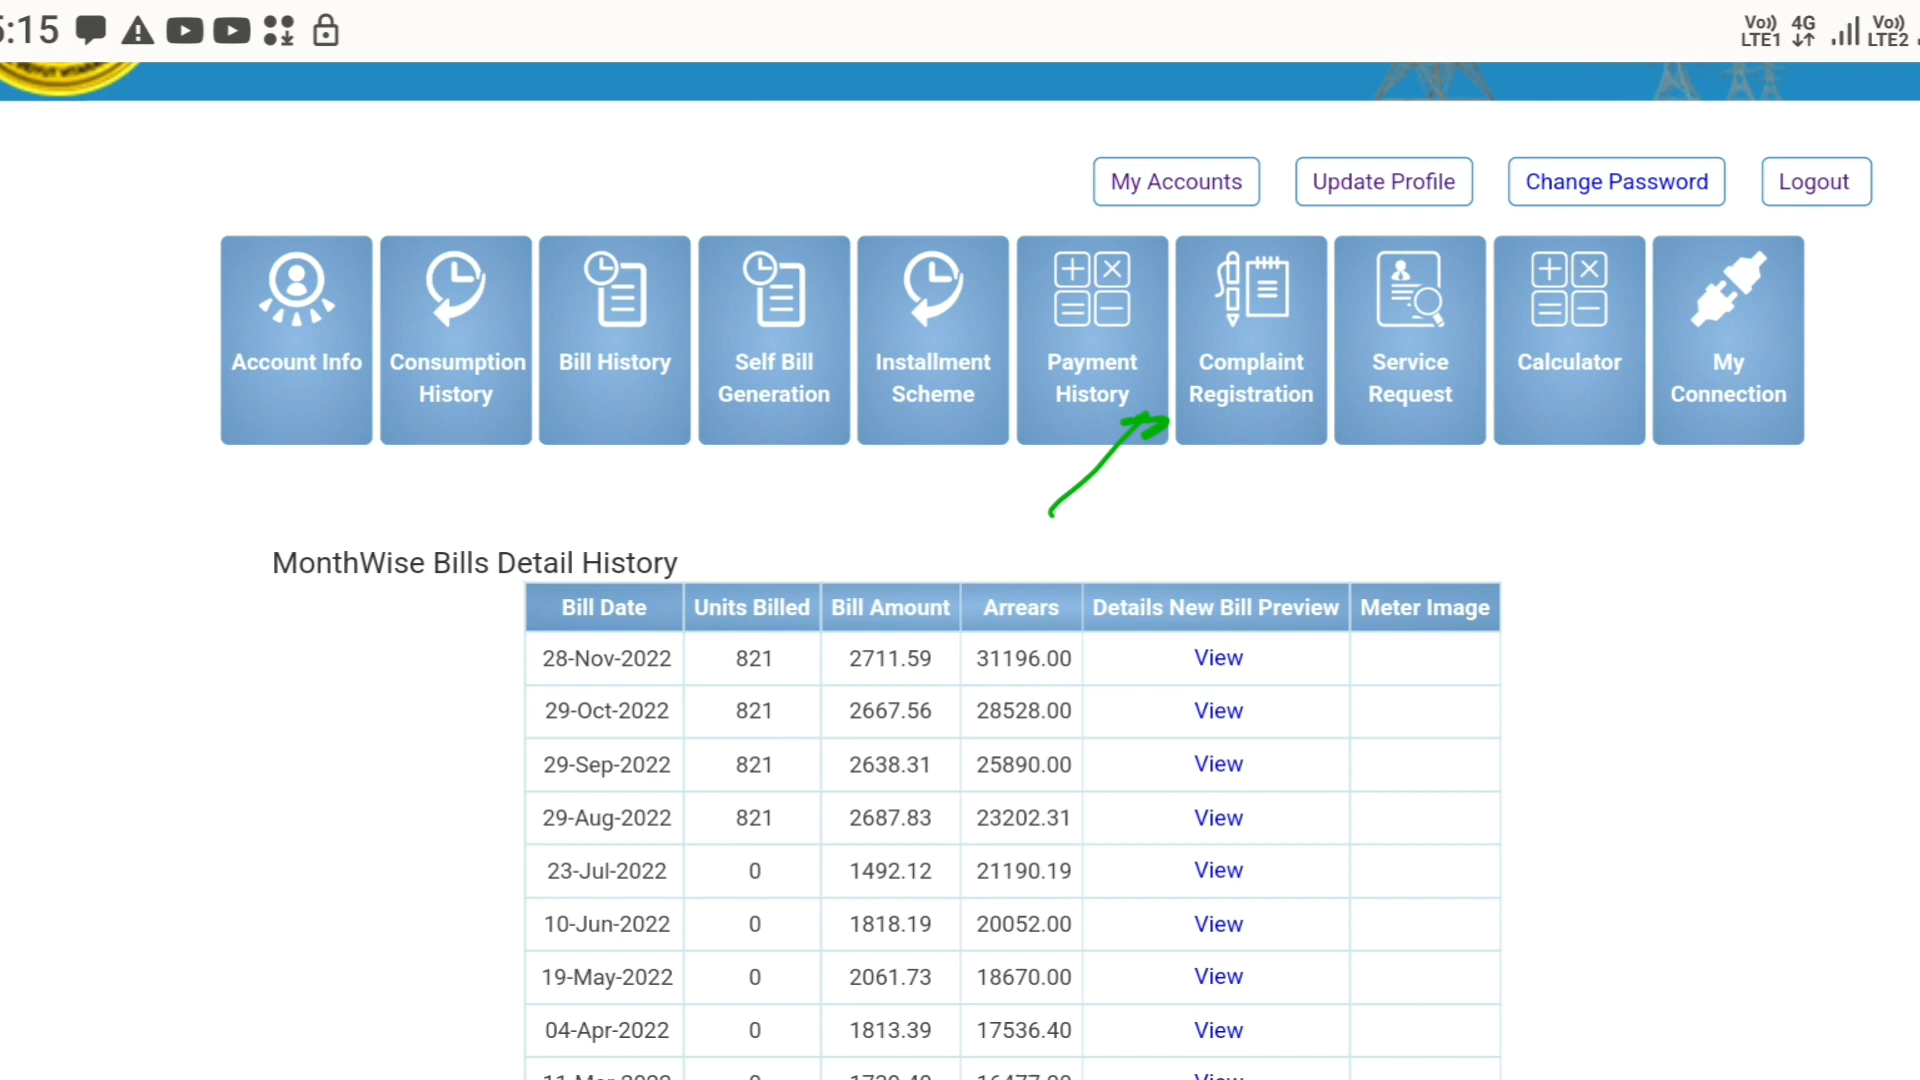 5:15
Vo)) LTE1 4G Vo)) LTE2
My Accounts Update Profile Change Password Logout
Account Info
Consumption History
Bill History
Self Bill Generation
Installment Scheme
Payment History
Complaint Registration
Service Request
Calculator
My Connection
MonthWise Bills Detail History
Bill Date Units Billed Bill Amount Arrears Details New Bill Preview Meter Image
28-Nov-2022 821 2711.59 31196.00 View
29-Oct-2022 821 2667.56 28528.00 View
29-Sep-2022 821 2638.31 25890.00 View
29-Aug-2022 821 2687.83 23202.31 View
23-Jul-2022 0 1492.12 21190.19 View
10-Jun-2022 0 1818.19 20052.00 View
19-May-2022 0 2061.73 18670.00 View
04-Apr-2022 0 1813.39 17536.40 View